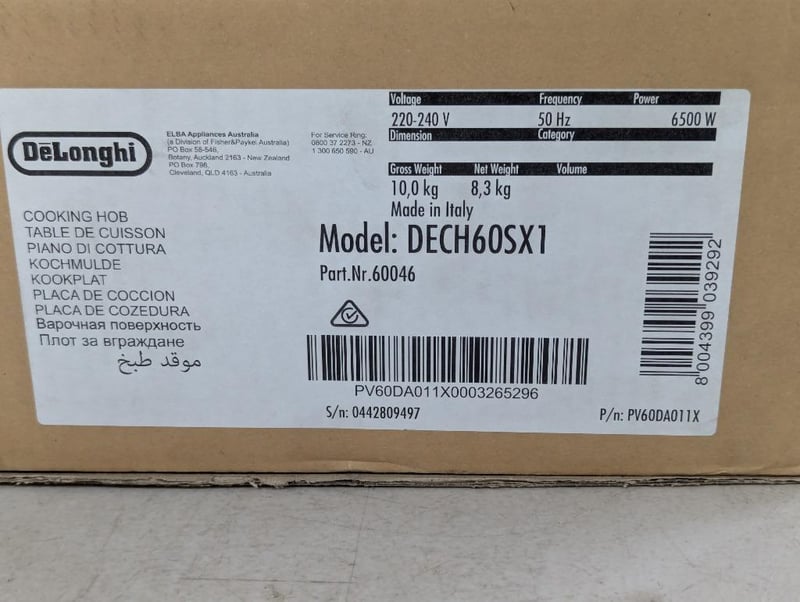 DeLonghi
ELBA Appliances Australia
(a Division of Fisher&Paykel Australia)
PO Box 58-546,
Botany, Auckland 2163 - New Zealand
PO Box 798,
Cleveland, QLD 4163 - Australia
For Service Ring:
0800 37 2273 - NZ
1 300 650 590 - AU
Voltage Frequency Power
220-240 V 50 Hz 6500 W
Dimension Category
Gross Weight Net Weight Volume
10,0 kg 8,3 kg
Made in Italy
COOKING HOB
TABLE DE CUISSON
PIANO DI COTTURA
KOCHMULDE
KOOKPLAT
PLACA DE COCCION
PLACA DE COZEDURA
Варочная поверхность
Плот за вграждане
موقد طبخ
Model: DECH60SX1
Part.Nr.60046
PV60DA011X0003265296
S/n: 0442809497
P/n: PV60DA011X
8 004399 039292